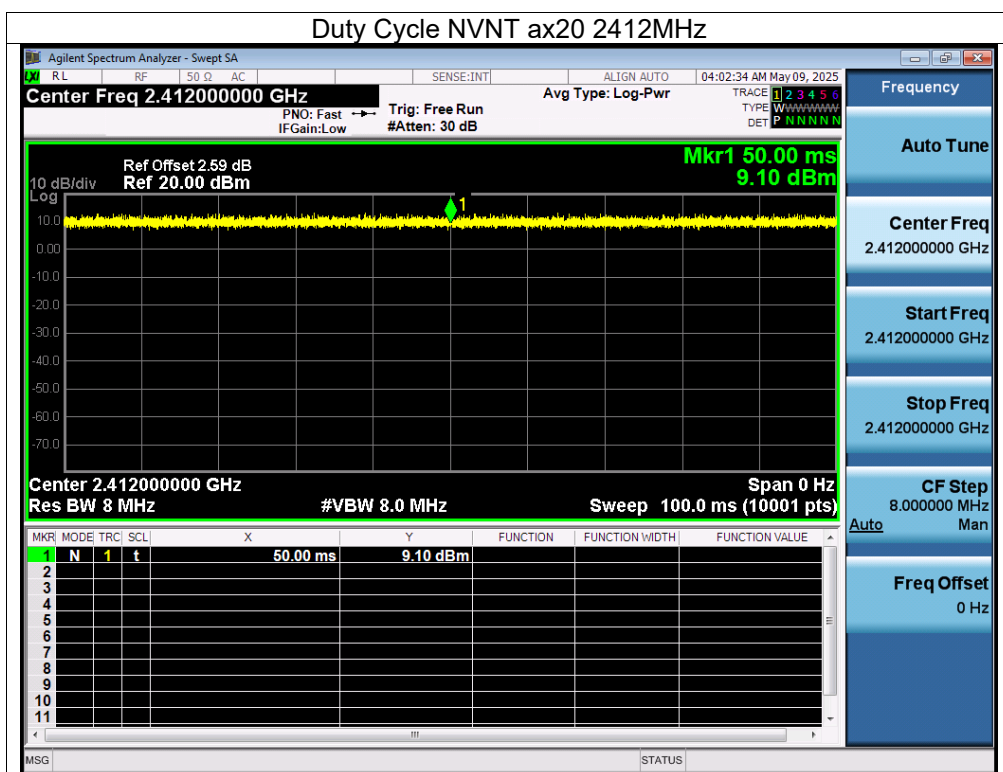 Duty Cycle NVNT ax20 2412MHz
Agilent Spectrum Analyzer - Swept SA
LXI RL RF 50 Ω AC SENSE:INT ALIGN AUTO 04:02:34 AM May 09, 2025
Center Freq 2.412000000 GHz Avg Type: Log-Pwr TRACE 1 2 3 4 5 6
PNO: Fast Trig: Free Run TYPE WWWWWW
IFGain:Low #Atten: 30 dB DET P N N N N N
Mkr1 50.00 ms
Ref Offset 2.59 dB
10 dB/div Ref 20.00 dBm 9.10 dBm
Log
1
10.0
0.00
-10.0
-20.0
-30.0
-40.0
-50.0
-60.0
-70.0
Center 2.412000000 GHz Span 0 Hz
Res BW 8 MHz #VBW 8.0 MHz Sweep 100.0 ms (10001 pts)
MKR MODE TRC SCL X Y FUNCTION FUNCTION WIDTH FUNCTION VALUE
1 N 1 t 50.00 ms 9.10 dBm
2
3
4
5
6
7
8
9
10
11
MSG STATUS
Frequency
Auto Tune
Center Freq
2.412000000 GHz
Start Freq
2.412000000 GHz
Stop Freq
2.412000000 GHz
CF Step
8.000000 MHz
Auto Man
Freq Offset
0 Hz